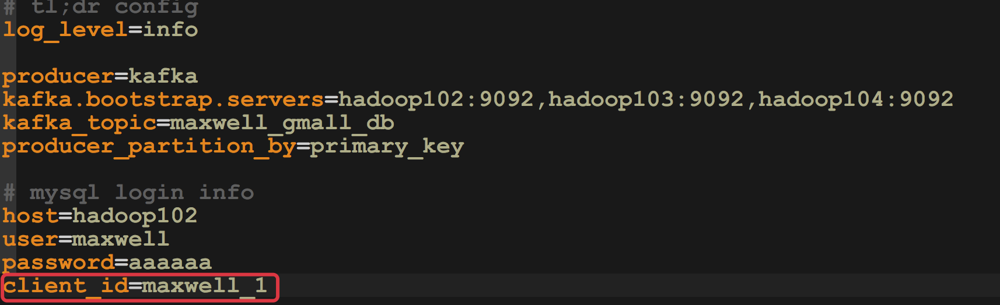 # tl;dr config
log_level=info
producer=kafka
kafka.bootstrap.servers=hadoop102:9092,hadoop103:9092,hadoop104:9092
kafka_topic=maxwell_gmall_db
producer_partition_by=primary_key
# mysql login info
host=hadoop102
user=maxwell
password=aaaaaa
client_id=maxwell_1